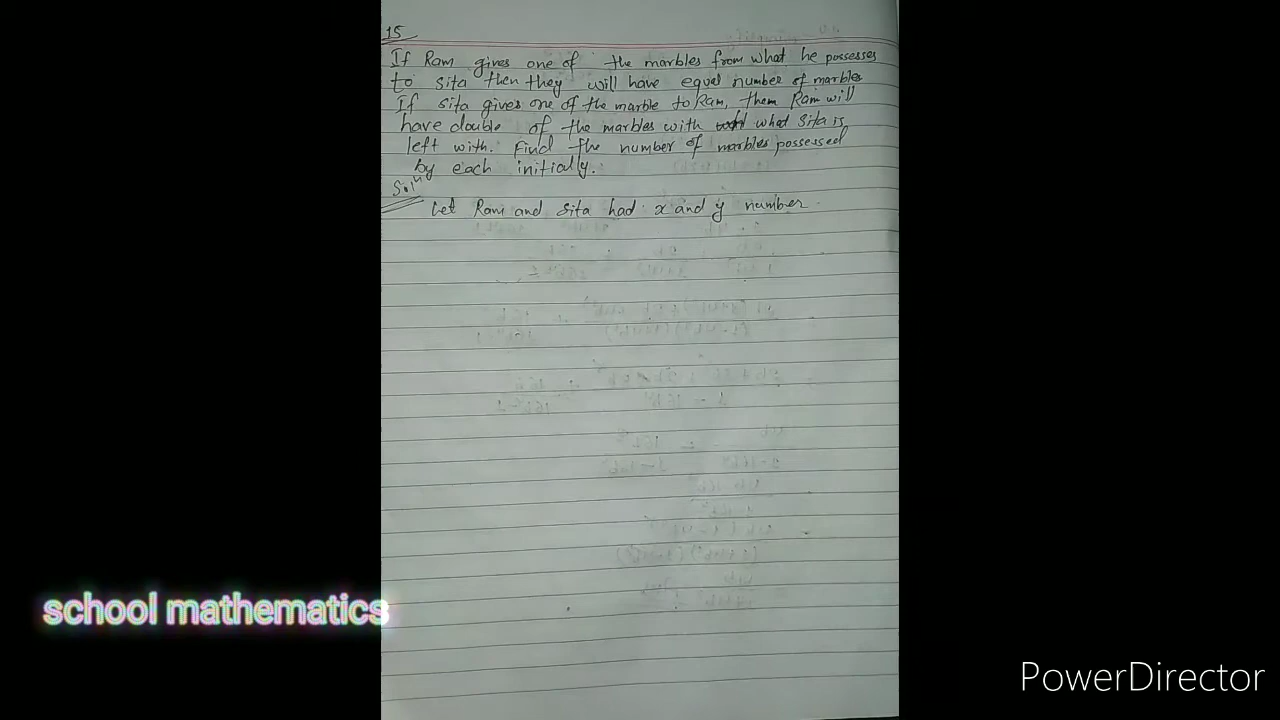 15
If Ram gives one of the marbles from what he possesses
to Sita then they will have equal number of marbles
If sita gives one of the marble to Ram, them Ram will
have double of the marbles with what Sita is
left with. Find the number of marbles possessed
by each initially.
Solⁿ
Let Ram and Sita had x and y number
school mathematics
PowerDirector